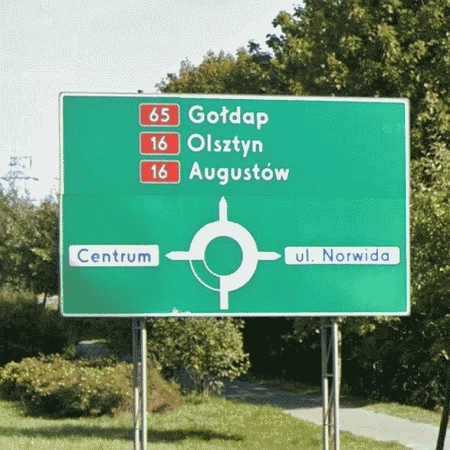 65 Gołdap
16 Olsztyn
16 Augustów
Centrum
ul. Norwida